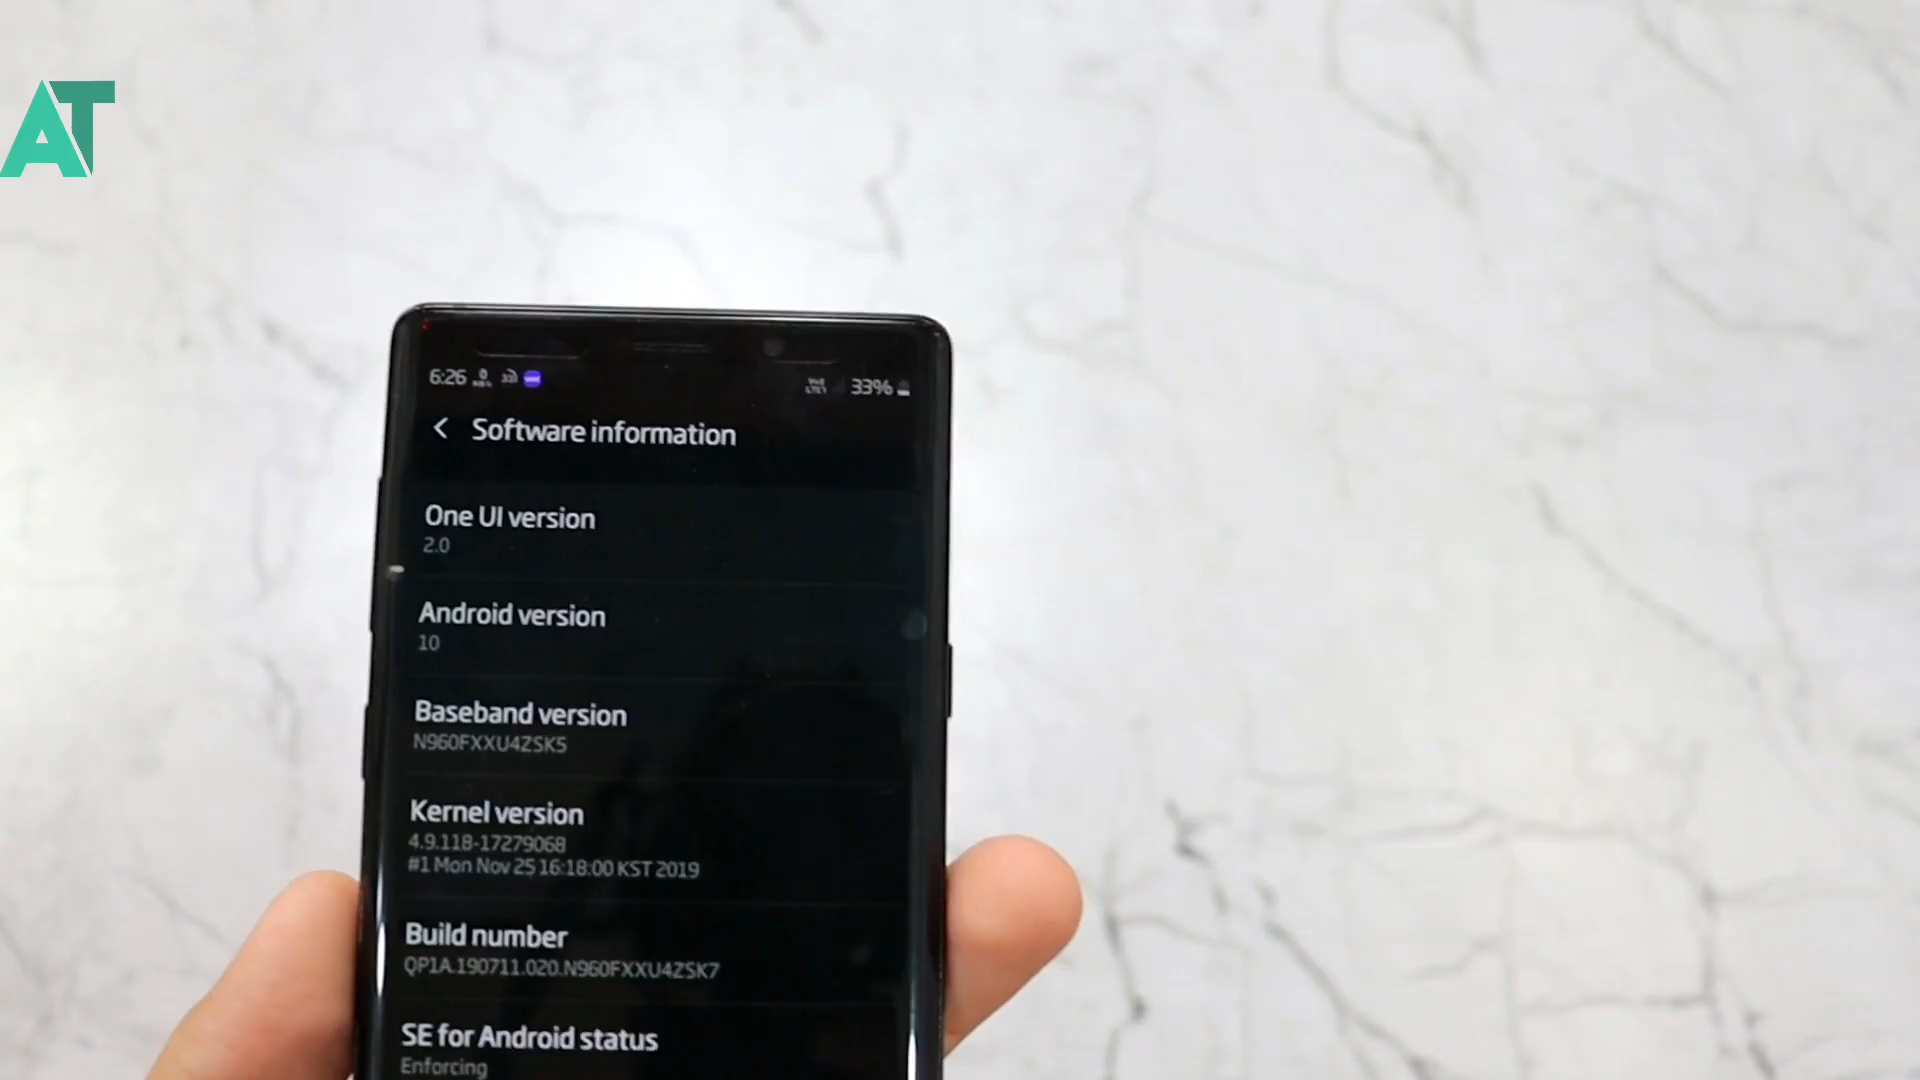 AT
6:26
33%
Software information
One UI version
2.0
Android version
10
Baseband version
N960FXXU4ZSK5
Kernel version
4.9.118-17279068
#1 Mon Nov 25 16:18:00 KST 2019
Build number
QP1A.190711.020.N960FXXU4ZSK7
SE for Android status
Enforcing